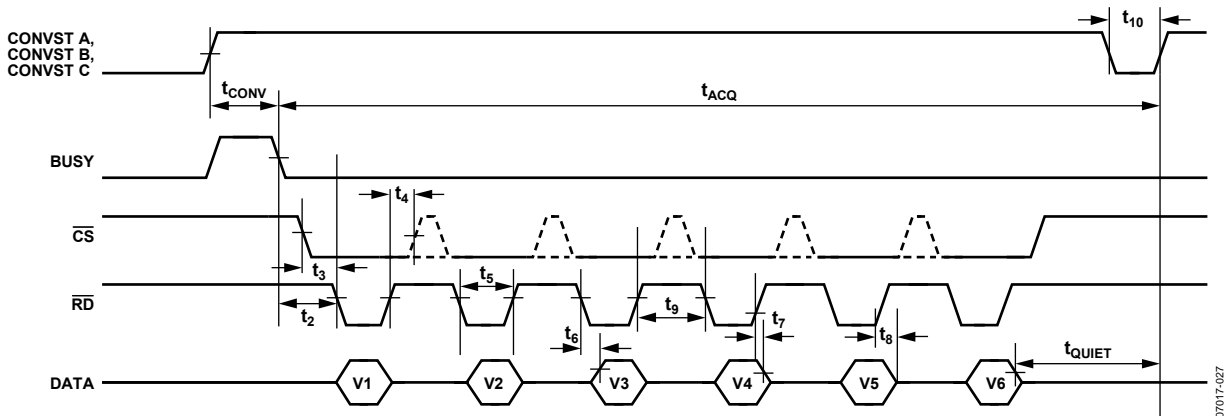 t10
CONVST A,
CONVST B,
CONVST C
tCONV
tACQ
BUSY
t4
CS
t3
t5
RD
t2
t6
t9
t7
t8
tQUIET
DATA
V1
V2
V3
V4
V5
V6
07017-027